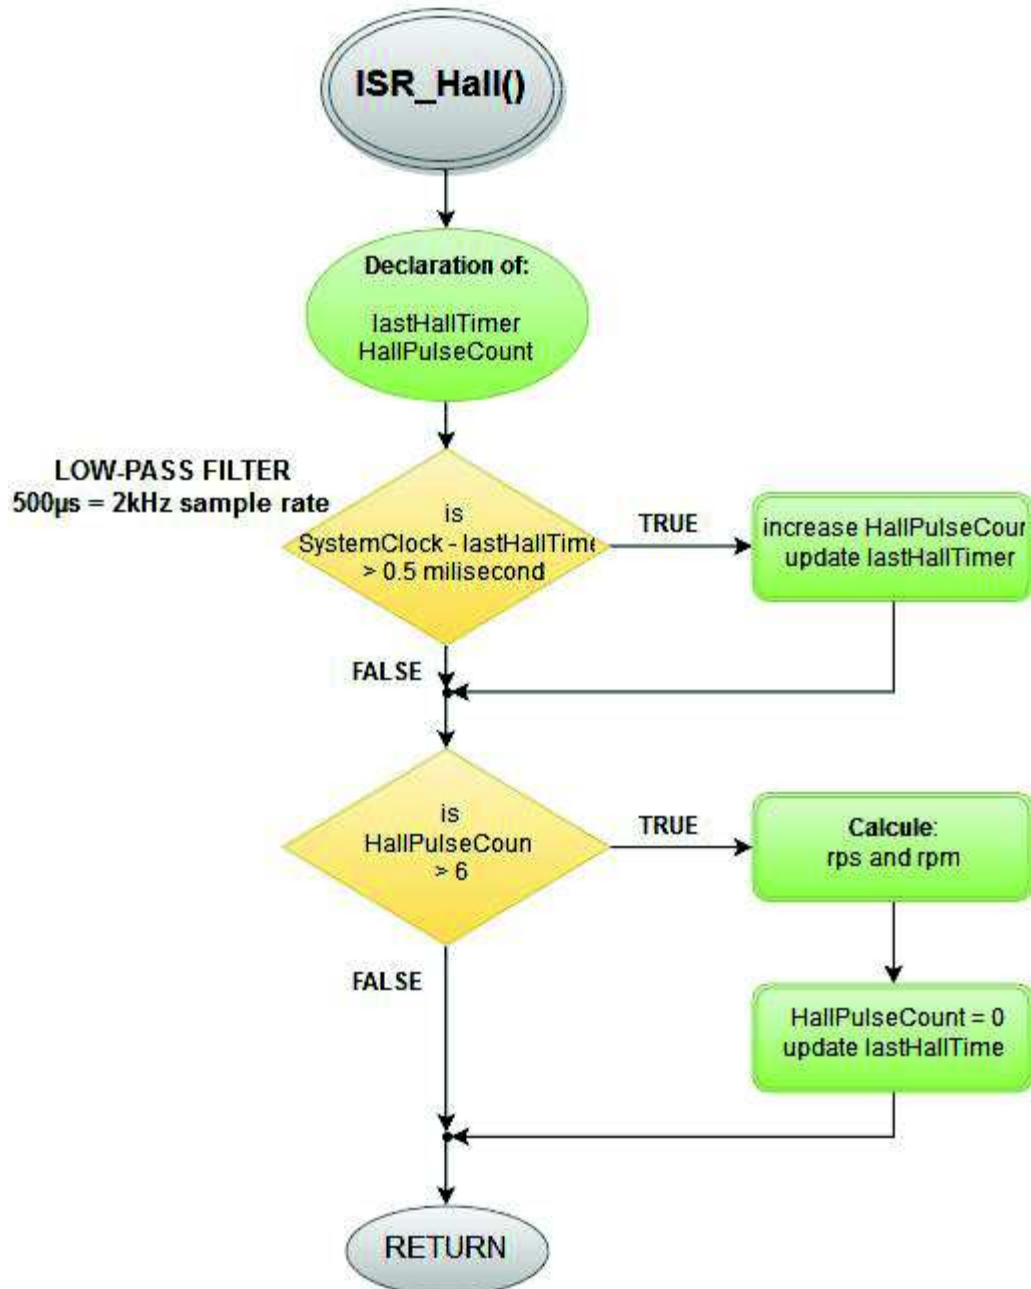 ISR_Hall()
Declaration of:
lastHallTimer
HallPulseCount
LOW-PASS FILTER
500µs = 2kHz sample rate
is
SystemClock - lastHallTime
> 0.5 milisecond
TRUE
increase HallPulseCour
update lastHallTimer
FALSE
is
HallPulseCoun
> 6
TRUE
Calcule:
rps and rpm
FALSE
HallPulseCount = 0
update lastHallTime
RETURN